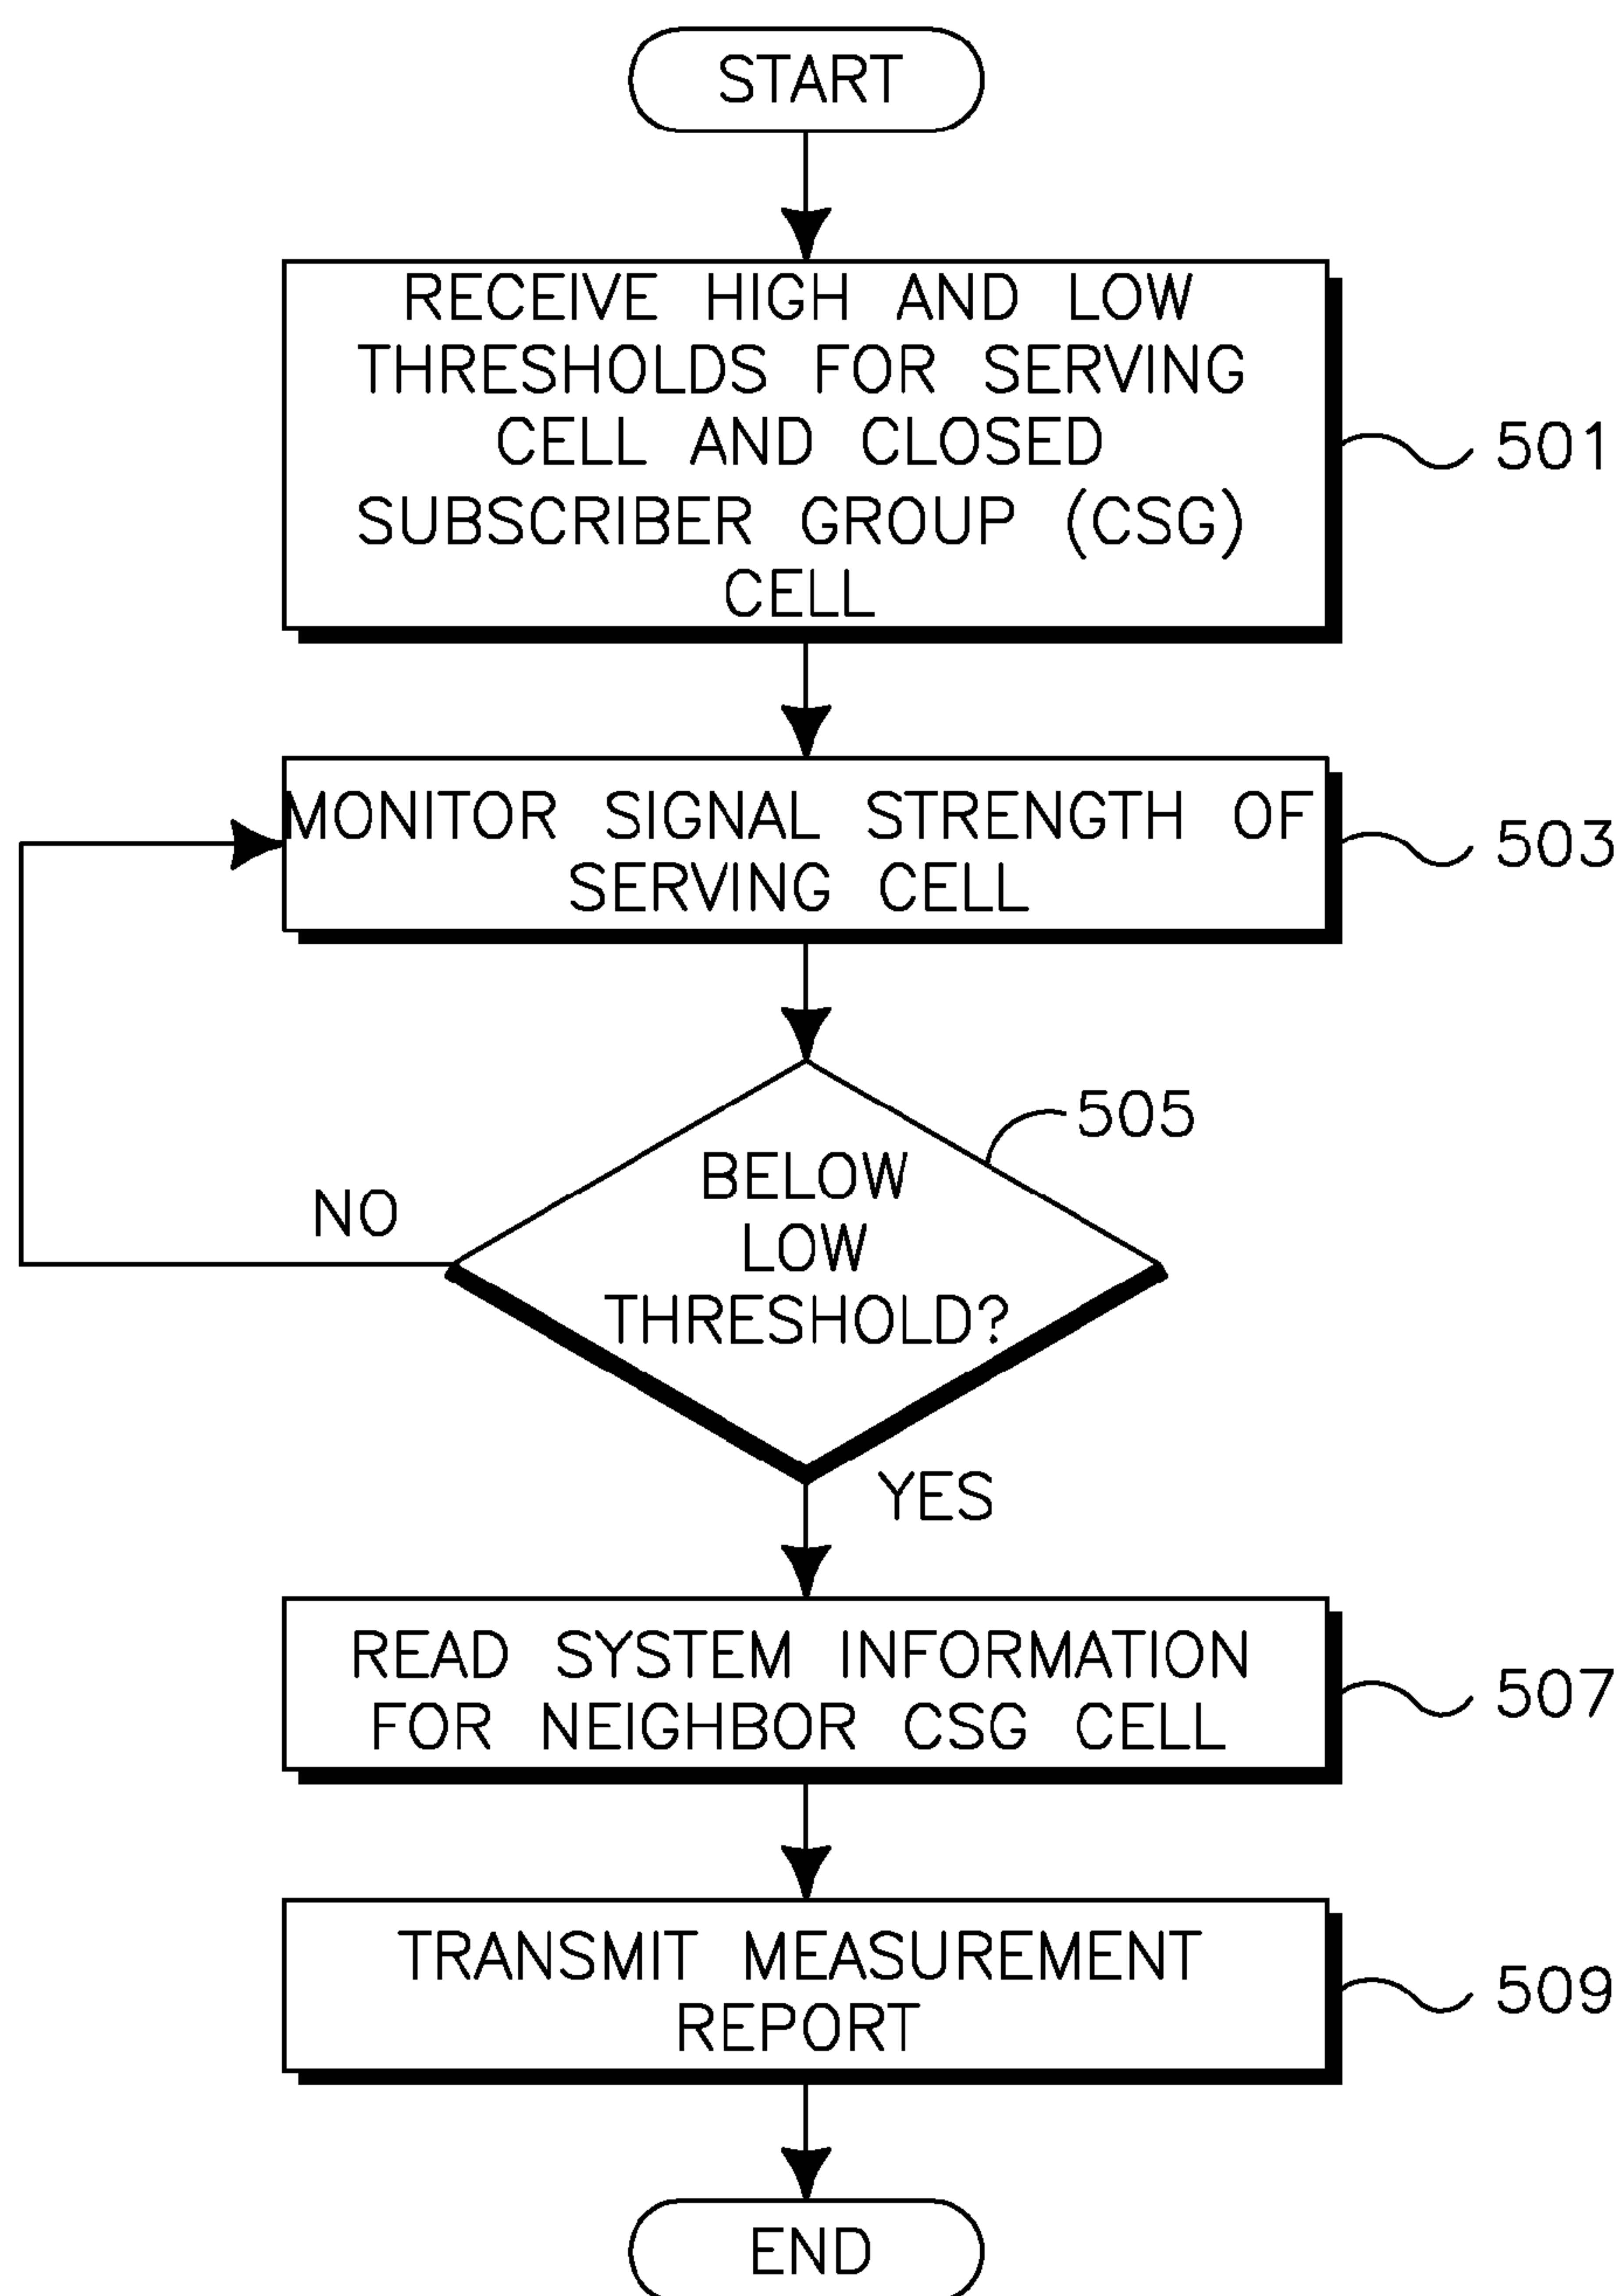 START
RECEIVE HIGH AND LOW
THRESHOLDS FOR SERVING
CELL AND CLOSED
SUBSCRIBER GROUP (CSG)
CELL
501
MONITOR SIGNAL STRENGTH OF
SERVING CELL
503
505
BELOW
LOW
THRESHOLD?
NO
YES
READ SYSTEM INFORMATION
FOR NEIGHBOR CSG CELL
507
TRANSMIT MEASUREMENT
REPORT
509
END